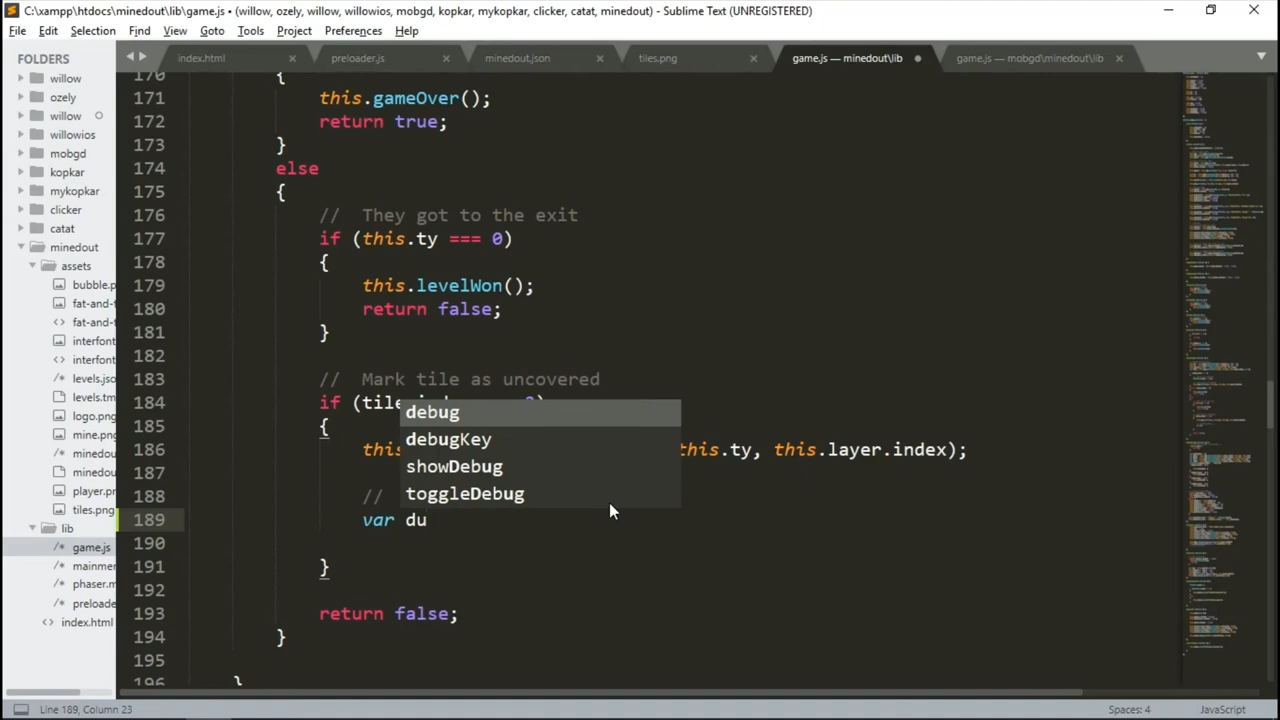 C:\xampp\htdocs\minedout\lib\game.js • (willow, ozely, willow, willowios, mobgd, kopkar, mykopkar, clicker, catat, minedout) - Sublime Text (UNREGISTERED)
File Edit Selection Find View Goto Tools Project Preferences Help
FOLDERS
willow
ozely
willow
willowios
mobgd
kopkar
mykopkar
clicker
catat
minedout
assets
bubble.p
fat-and-t
fat-and-t
interfont
interfont
levels.jso
levels.tm
logo.png
mine.png
minedou
minedou
player.pn
tiles.png
lib
game.js
mainmer
phaser.m
preloade
index.html
index.html preloader.js minedout.json tiles.png game.js — minedout\lib game.js — mobgd\minedout\lib
170 {
171 this.gameOver();
172 return true;
173 }
174 else
175 {
176 // They got to the exit
177 if (this.ty === 0)
178 {
179 this.levelWon();
180 return false;
181 }
182
183 // Mark tile as uncovered
184 if (tile
185 {
186 this.ty, this.layer.index);
187
188 //
189 var du
190
191 }
192
193 return false;
194 }
195
196 }
debug
debugKey
showDebug
toggleDebug
Line 189, Column 23 Spaces: 4 JavaScript